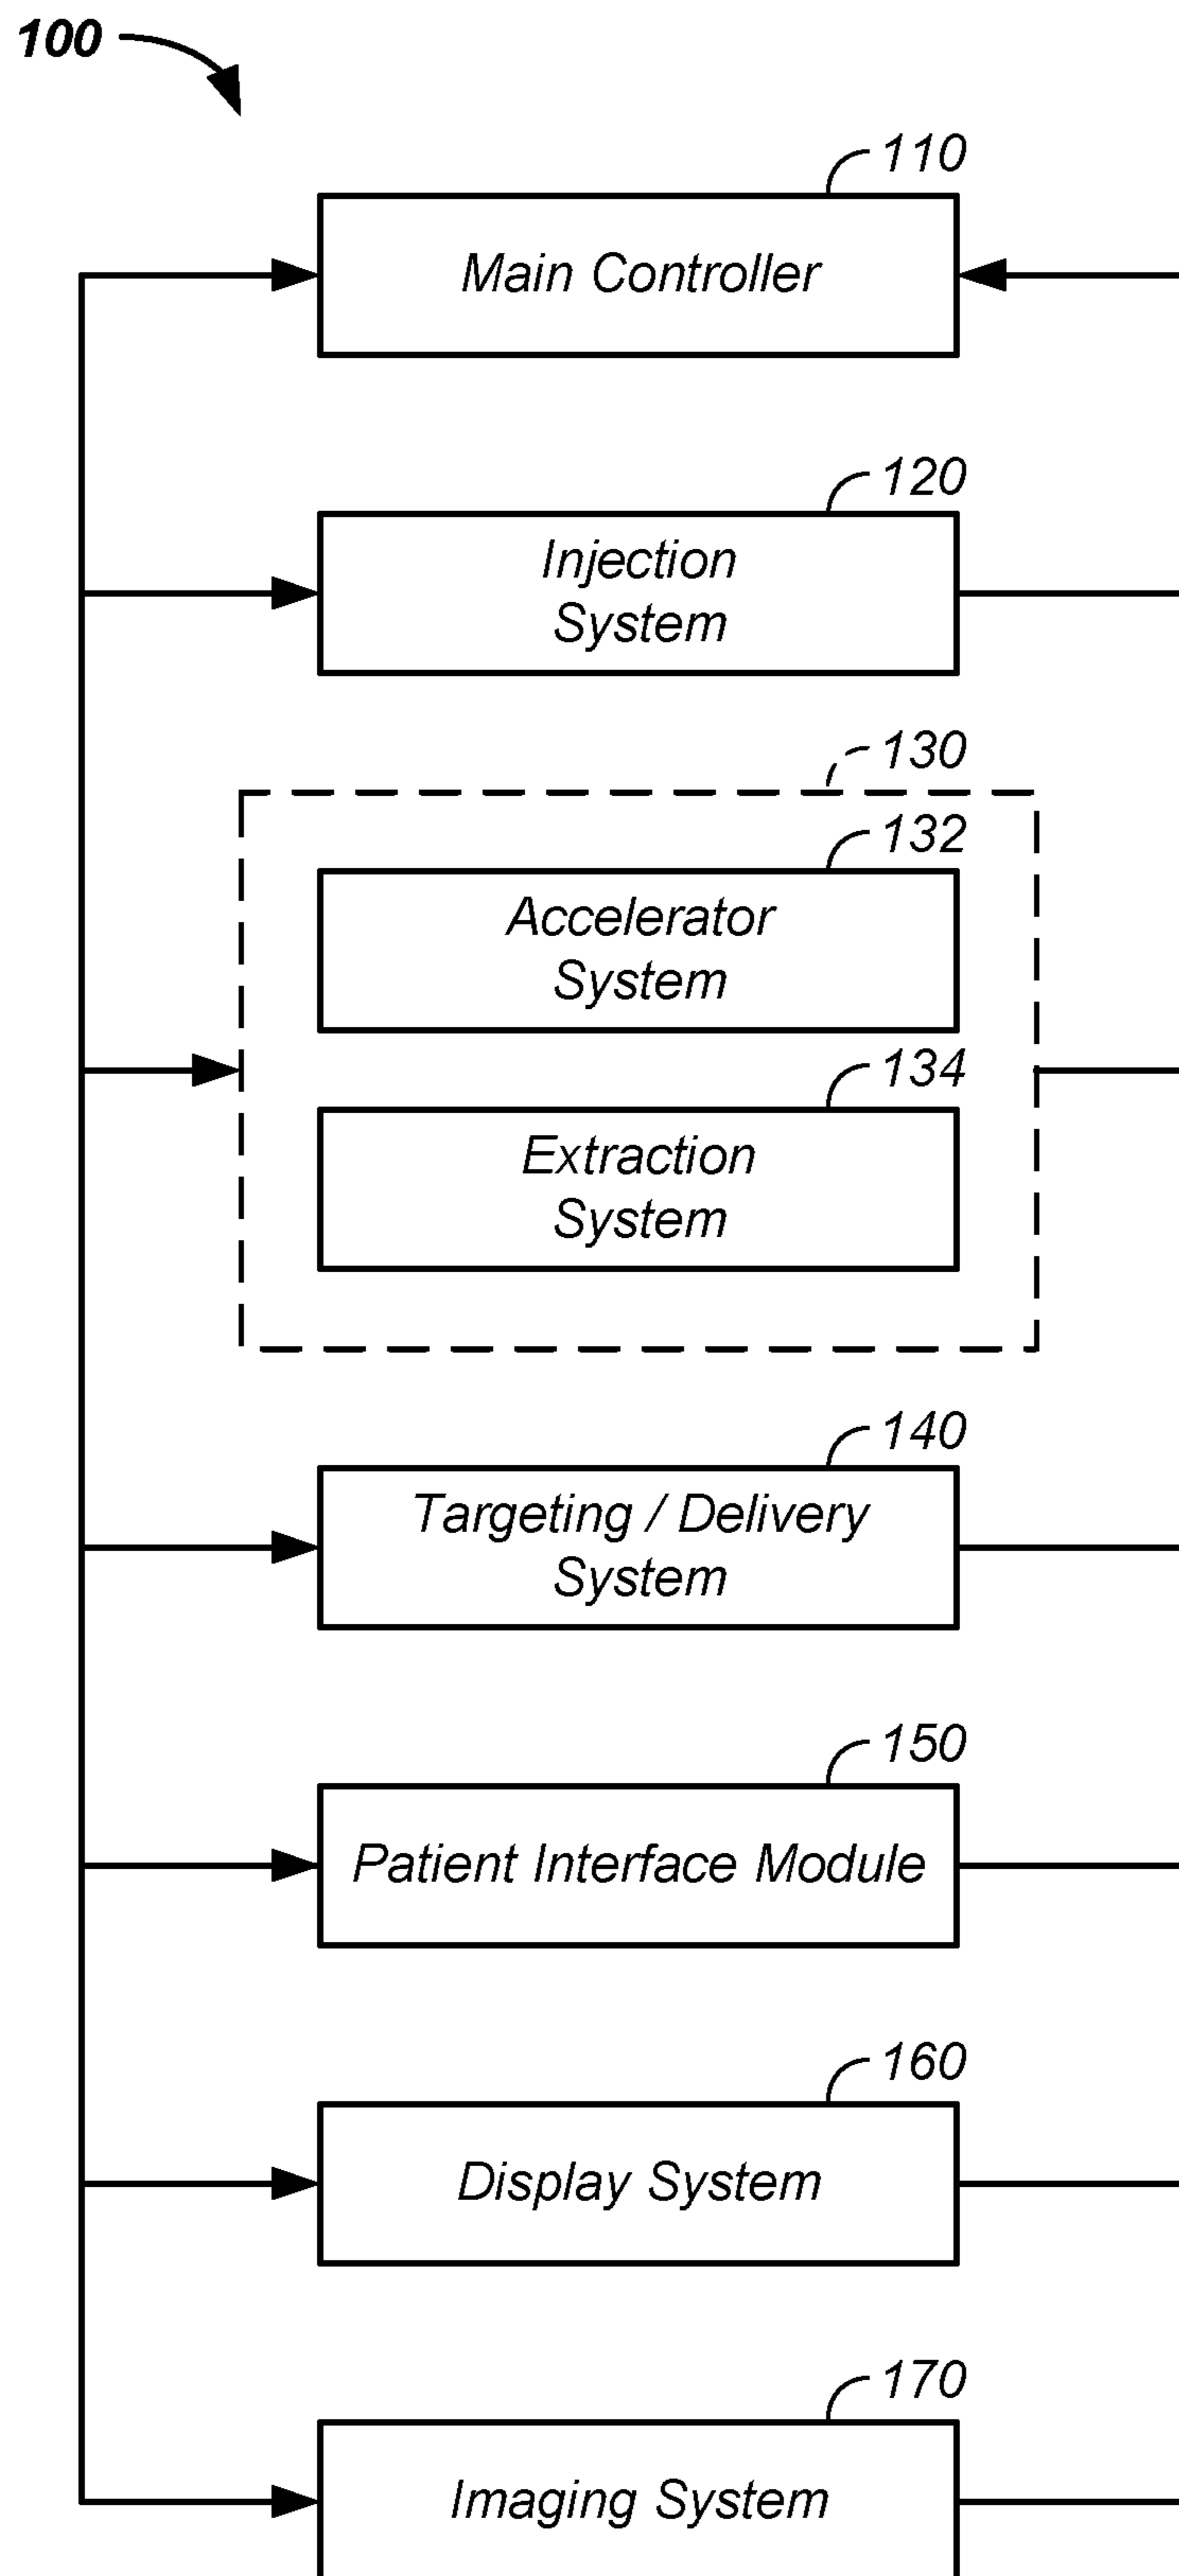 100
110
Main Controller
120
Injection
System
130
132
Accelerator
System
134
Extraction
System
140
Targeting / Delivery
System
150
Patient Interface Module
160
Display System
170
Imaging System